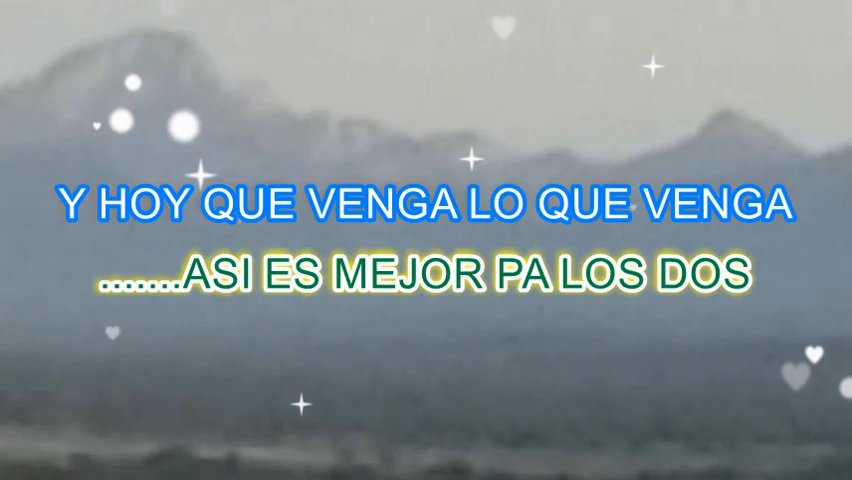 Y HOY QUE VENGA LO QUE VENGA
.......ASI ES MEJOR PA LOS DOS